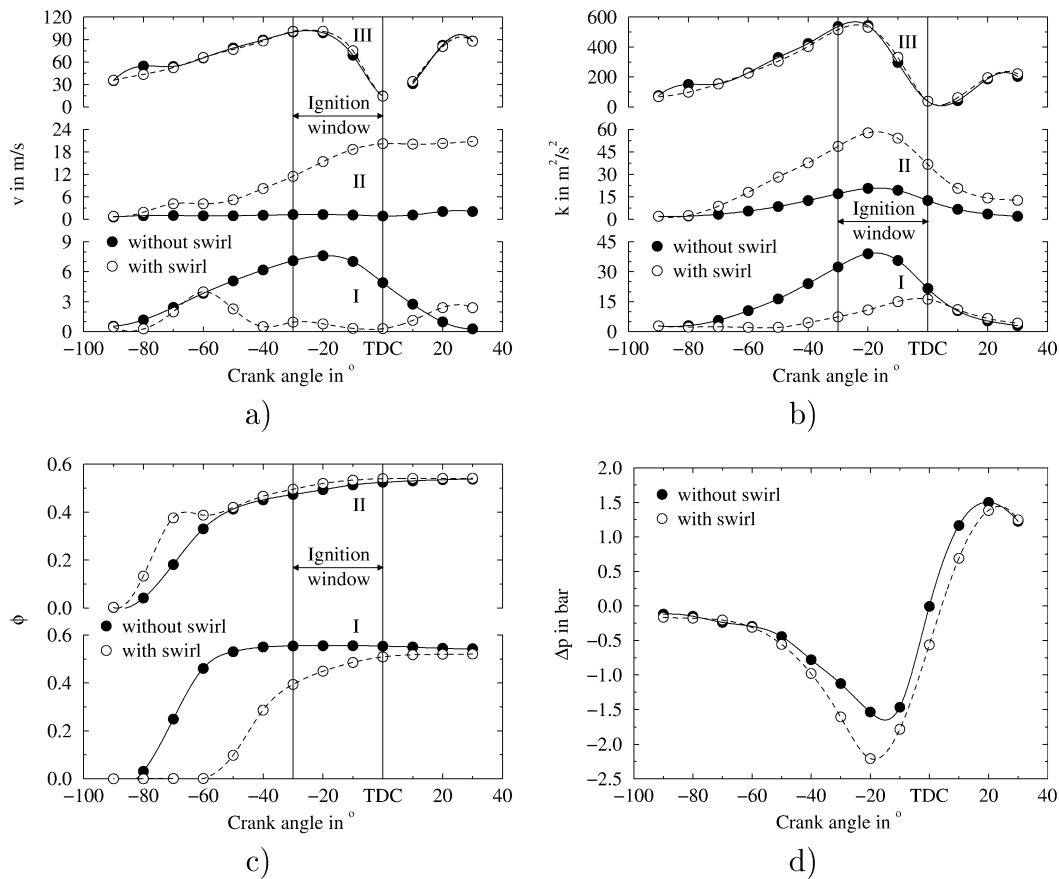 120
90
60
30
0
III
Ignition
window
24
18
12
6
0
II
v in m/s
9
6
3
0
without swirl
with swirl
I
−100 −80 −60 −40 −20 TDC 20 40
Crank angle in °
a)
600
400
200
0
III
60
45
30
15
0
II
k in m²/s²
Ignition
window
45
30
15
0
without swirl
with swirl
I
−100 −80 −60 −40 −20 TDC 20 40
Crank angle in °
b)
0.6
0.4
0.2
0.0
II
Ignition
window
ϕ
0.6
0.4
0.2
0.0
without swirl
with swirl
I
−100 −80 −60 −40 −20 TDC 20 40
Crank angle in °
c)
2.0
1.5
1.0
0.5
0.0
−0.5
−1.0
−1.5
−2.0
−2.5
without swirl
with swirl
Δp in bar
−100 −80 −60 −40 −20 TDC 20 40
Crank angle in °
d)